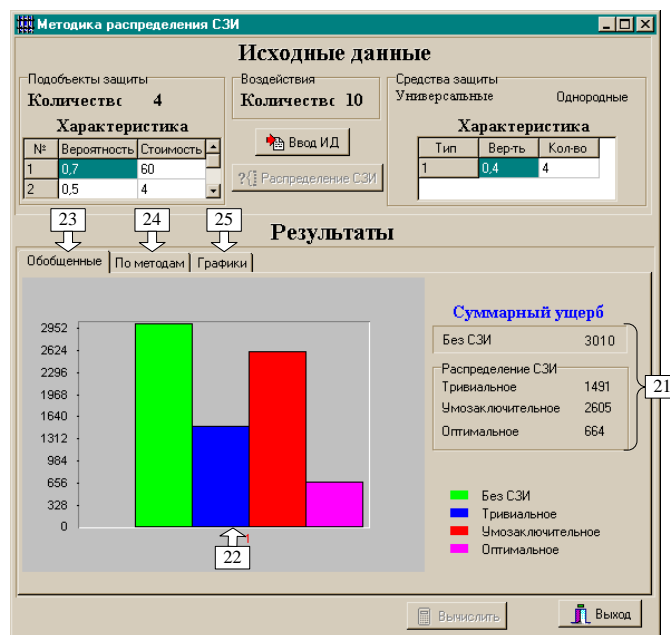 Методика распределения СЗИ
Исходные данные
Подобъекты защиты
Количествс 4
Характеристика
№ Вероятность Стоимость
1 0,7 60
2 0,5 4
Воздействия
Количествс 10
Ввод ИД
?{} Распределение СЗИ
Средства защиты
Универсальные Однородные
Характеристика
Тип Вер-ть Кол-во
1 0,4 4
23 24 25
Результаты
Обобщенные По методам Графики
2952
2624
2296
1968
1640
1312
984
656
328
0
22
1
Суммарный ущерб
Без СЗИ 3010
Распределение СЗИ
Тривиальное 1491
Умозаключительное 2605
Оптимальное 664
21
Без СЗИ
Тривиальное
Умозаключительное
Оптимальное
Вычислить
Выход